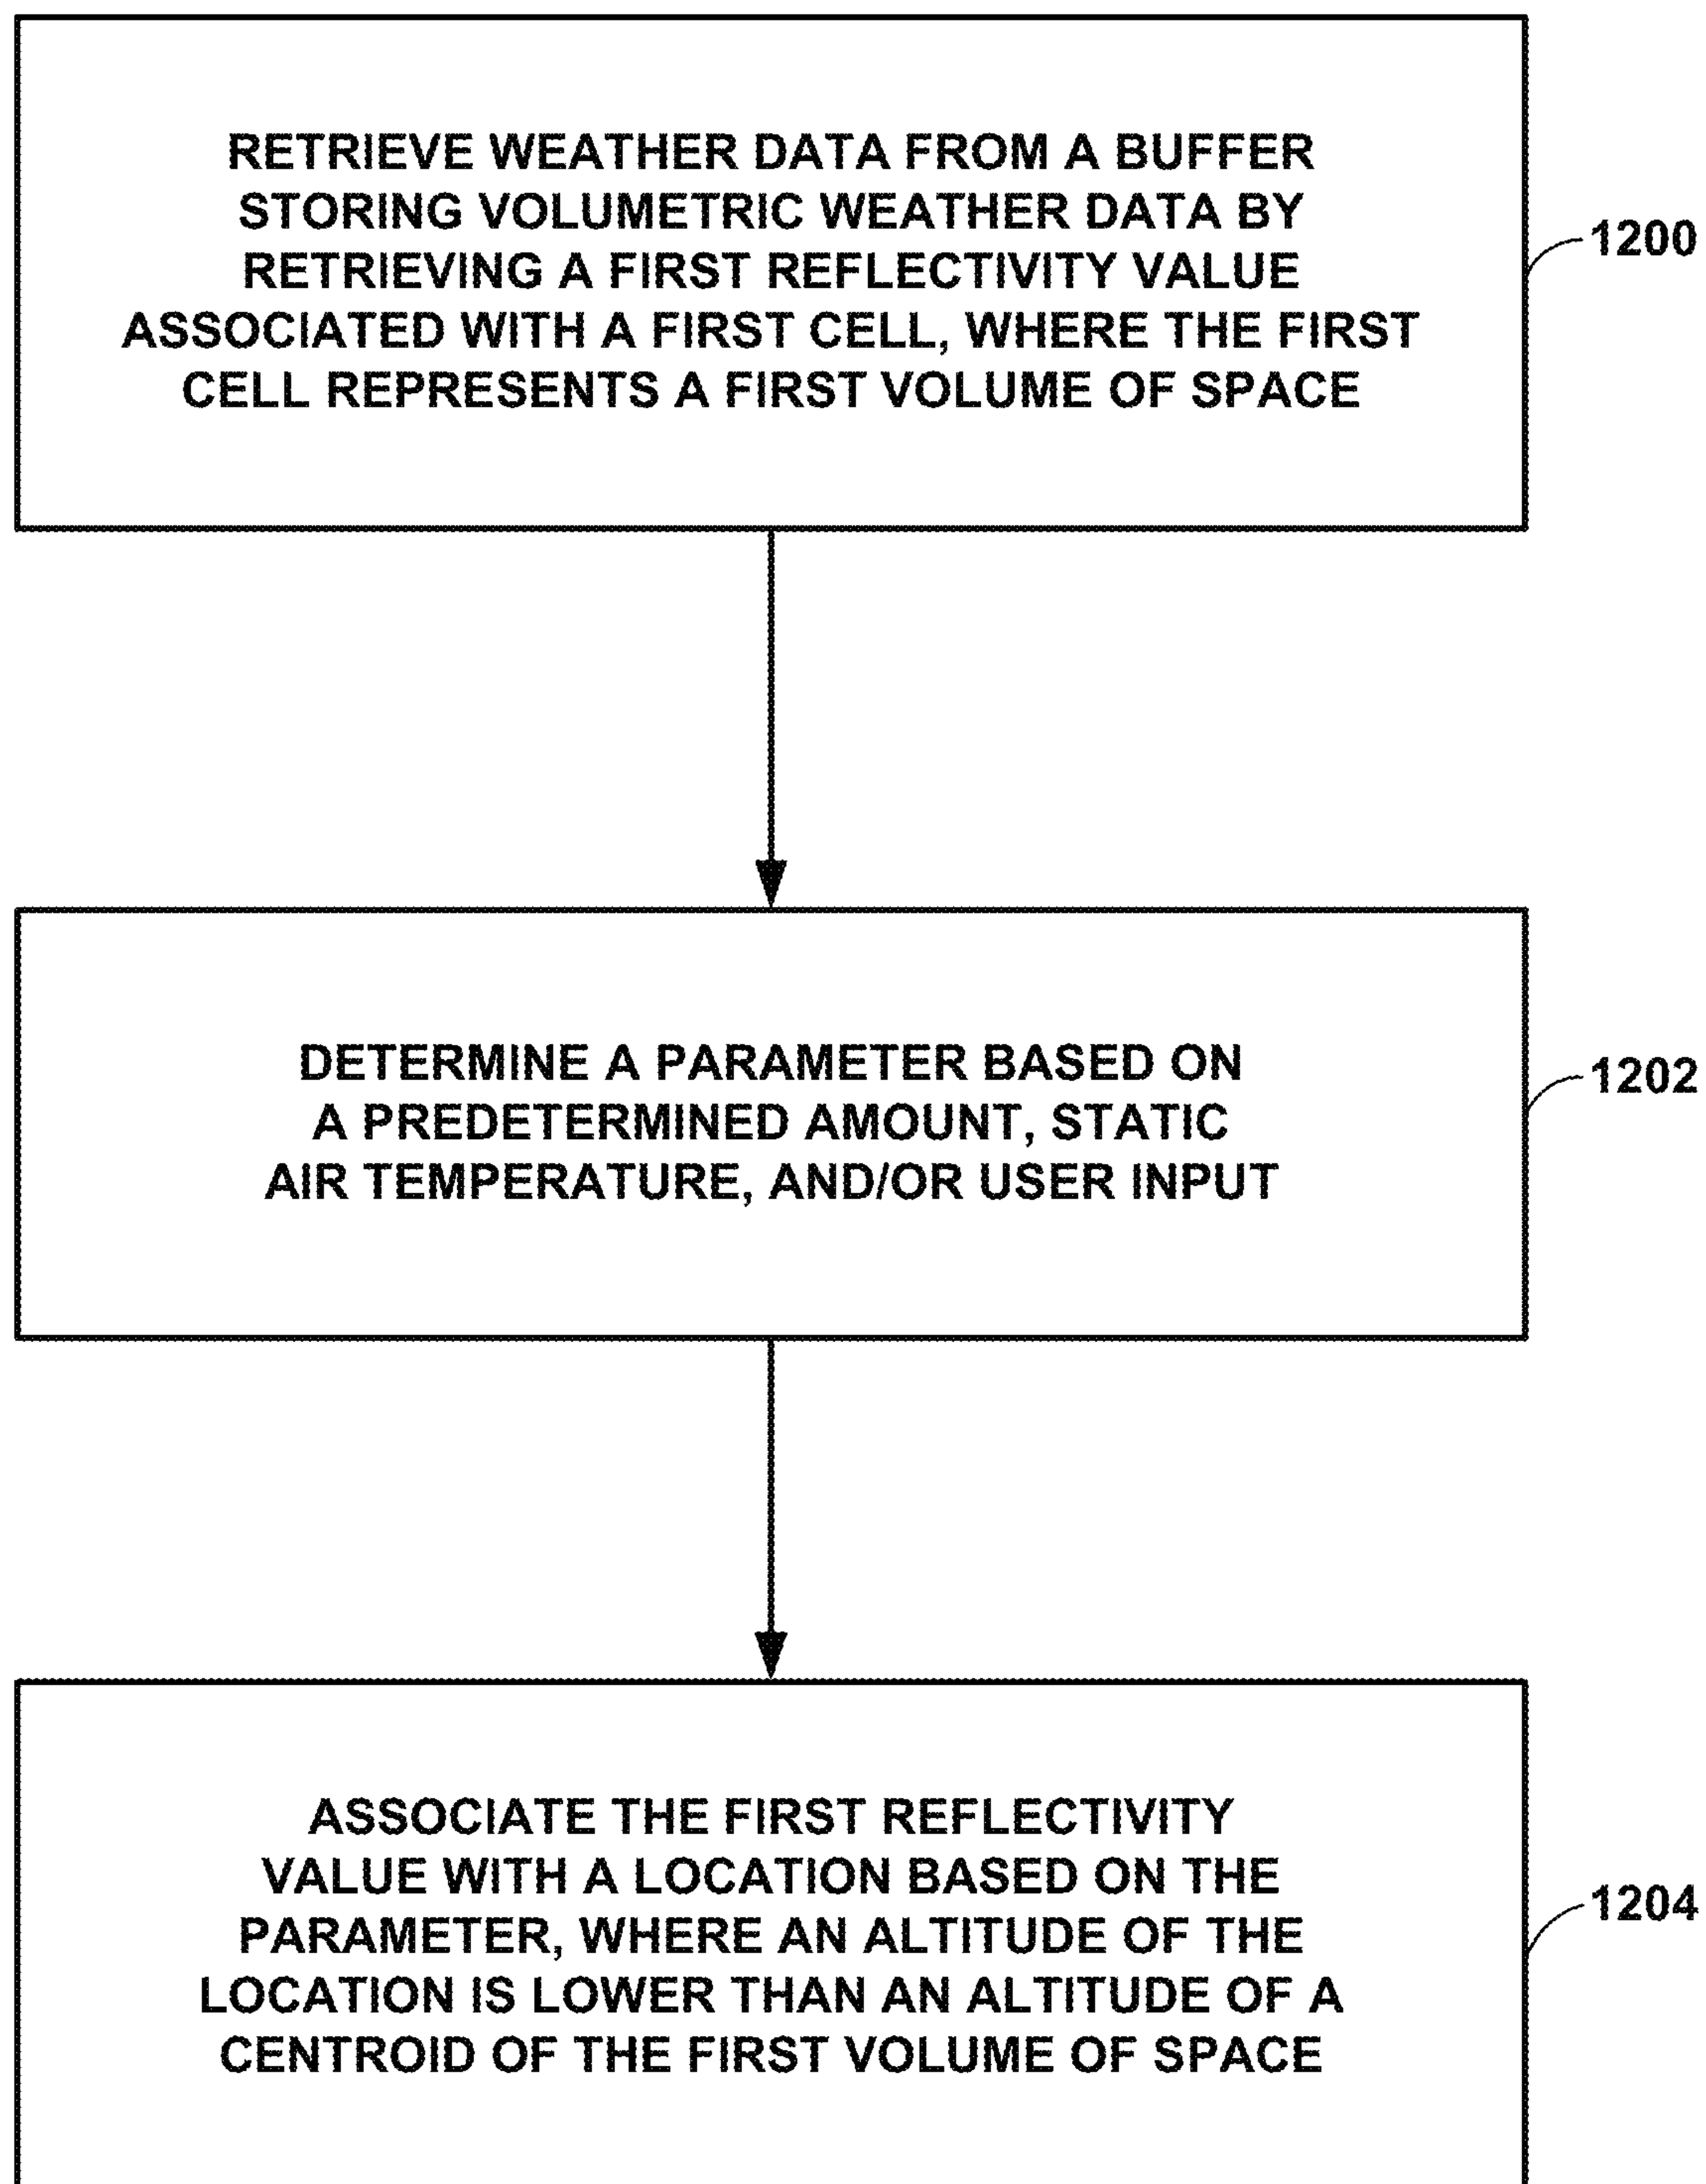 RETRIEVE WEATHER DATA FROM A BUFFER
STORING VOLUMETRIC WEATHER DATA BY
RETRIEVING A FIRST REFLECTIVITY VALUE
ASSOCIATED WITH A FIRST CELL, WHERE THE FIRST
CELL REPRESENTS A FIRST VOLUME OF SPACE
1200
DETERMINE A PARAMETER BASED ON
A PREDETERMINED AMOUNT, STATIC
AIR TEMPERATURE, AND/OR USER INPUT
1202
ASSOCIATE THE FIRST REFLECTIVITY
VALUE WITH A LOCATION BASED ON THE
PARAMETER, WHERE AN ALTITUDE OF THE
LOCATION IS LOWER THAN AN ALTITUDE OF A
CENTROID OF THE FIRST VOLUME OF SPACE
1204